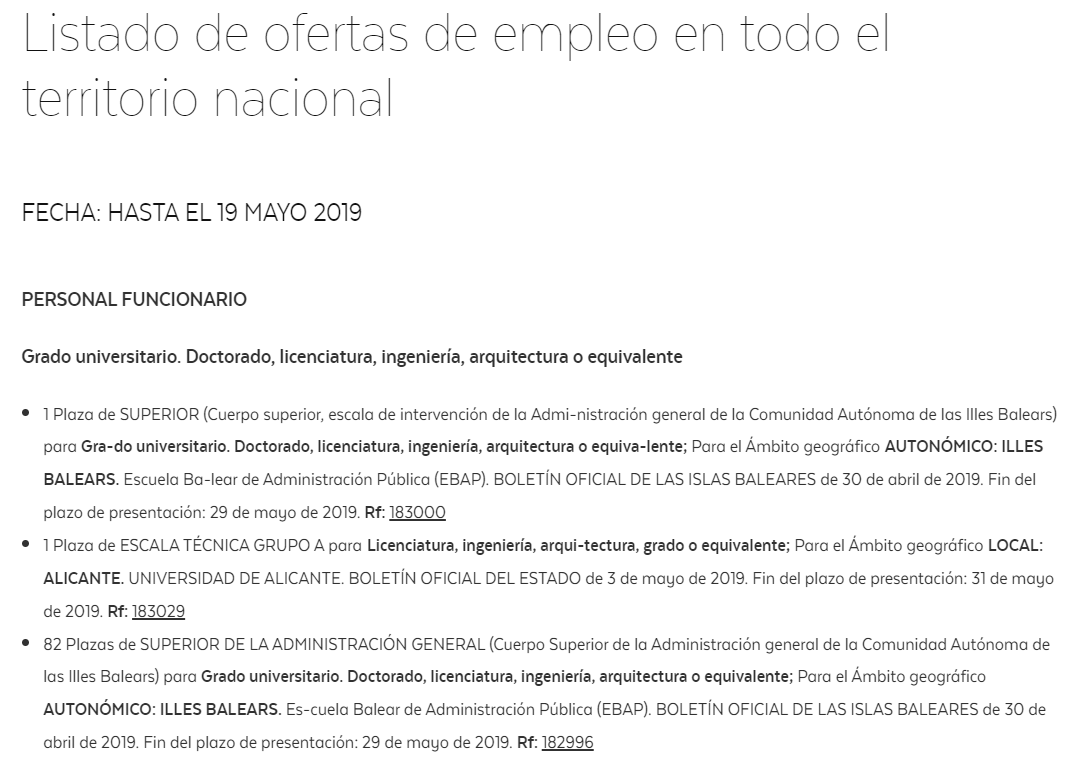 Listado de ofertas de empleo en todo el
territorio nacional
FECHA: HASTA EL 19 MAYO 2019
PERSONAL FUNCIONARIO
Grado universitario. Doctorado, licenciatura, ingeniería, arquitectura o equivalente
• 1 Plaza de SUPERIOR (Cuerpo superior, escala de intervención de la Admi-nistración general de la Comunidad Autónoma de las Illes Balears)
para Gra-do universitario. Doctorado, licenciatura, ingeniería, arquitectura o equiva-lente; Para el Ámbito geográfico AUTONÓMICO: ILLES
BALEARS. Escuela Ba-lear de Administración Pública (EBAP). BOLETÍN OFICIAL DE LAS ISLAS BALEARES de 30 de abril de 2019. Fin del
plazo de presentación: 29 de mayo de 2019. Rf: 183000
• 1 Plaza de ESCALA TÉCNICA GRUPO A para Licenciatura, ingeniería, arqui-tectura, grado o equivalente; Para el Ámbito geográfico LOCAL:
ALICANTE. UNIVERSIDAD DE ALICANTE. BOLETÍN OFICIAL DEL ESTADO de 3 de mayo de 2019. Fin del plazo de presentación: 31 de mayo
de 2019. Rf: 183029
• 82 Plazas de SUPERIOR DE LA ADMINISTRACIÓN GENERAL (Cuerpo Superior de la Administración general de la Comunidad Autónoma de
las Illes Balears) para Grado universitario. Doctorado, licenciatura, ingeniería, arquitectura o equivalente; Para el Ámbito geográfico
AUTONÓMICO: ILLES BALEARS. Es-cuela Balear de Administración Pública (EBAP). BOLETÍN OFICIAL DE LAS ISLAS BALEARES de 30 de
abril de 2019. Fin del plazo de presentación: 29 de mayo de 2019. Rf: 182996